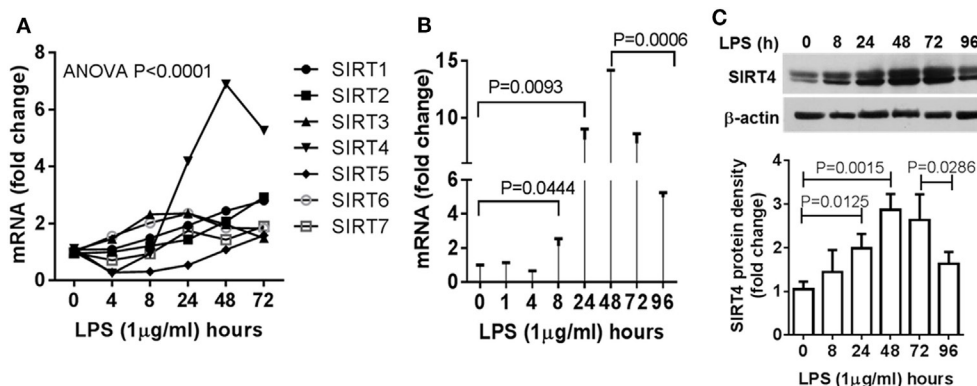 A
mRNA (fold change)
8
6
4
2
0
ANOVA P<0.0001
SIRT1
SIRT2
SIRT3
SIRT4
SIRT5
SIRT6
SIRT7
0 4 8 24 48 72
LPS (1μg/ml) hours
B
mRNA (fold change)
15
10
6
4
2
0
P=0.0006
P=0.0093
P=0.0444
0 1 4 8 24 48 72 96
LPS (1μg/ml) hours
C
LPS (h) 0 8 24 48 72 96
SIRT4
β-actin
SIRT4 protein density
(fold change)
4
3
2
1
0
P=0.0015
P=0.0286
P=0.0125
0 8 24 48 72 96
LPS (1μg/ml) hours